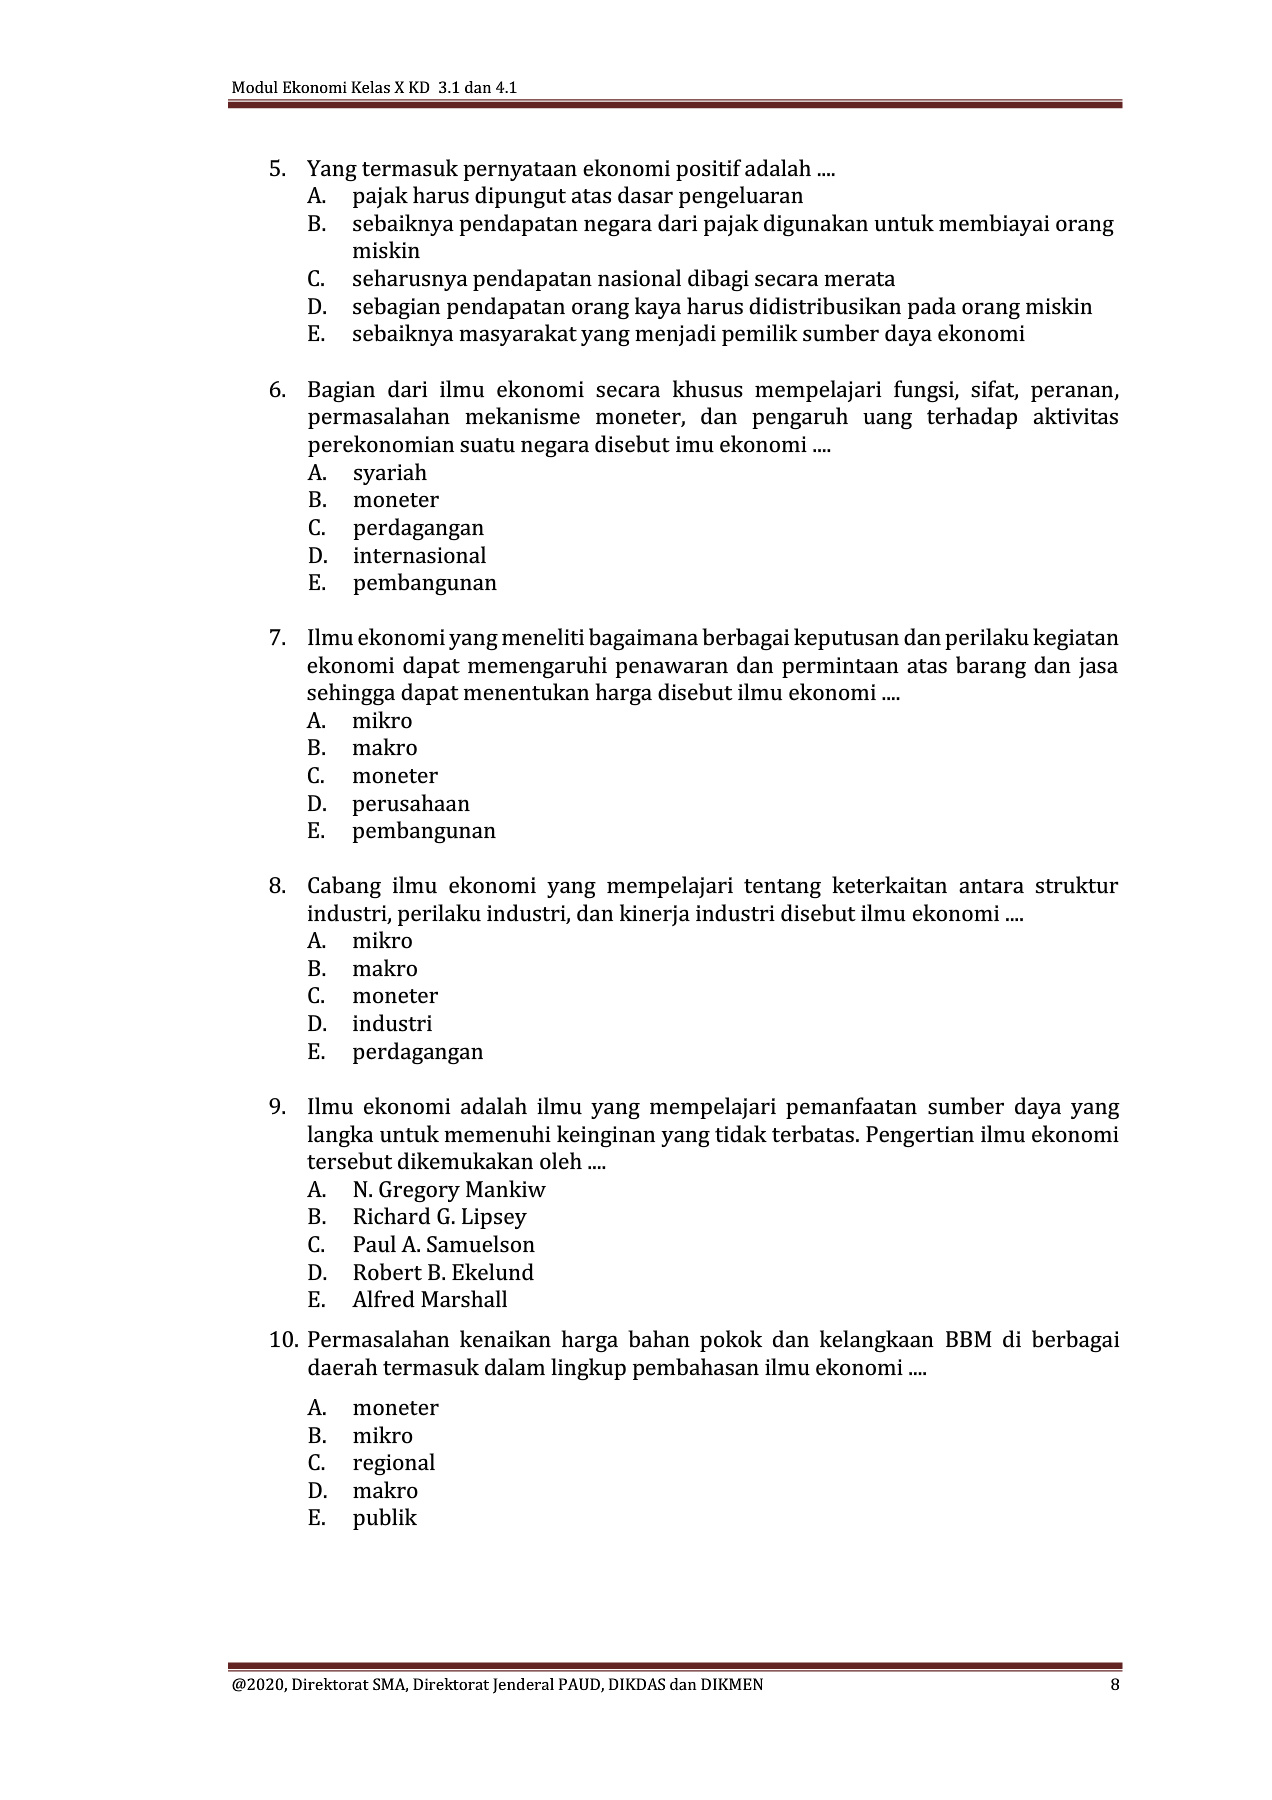 Modul Ekonomi Kelas X KD 3.1 dan 4.1
5. Yang termasuk pernyataan ekonomi positif adalah ....
A. pajak harus dipungut atas dasar pengeluaran
B. sebaiknya pendapatan negara dari pajak digunakan untuk membiayai orang
miskin
C. seharusnya pendapatan nasional dibagi secara merata
D. sebagian pendapatan orang kaya harus didistribusikan pada orang miskin
E. sebaiknya masyarakat yang menjadi pemilik sumber daya ekonomi
6. Bagian dari ilmu ekonomi secara khusus mempelajari fungsi, sifat, peranan,
permasalahan mekanisme moneter, dan pengaruh uang terhadap aktivitas
perekonomian suatu negara disebut imu ekonomi ....
A. syariah
B. moneter
C. perdagangan
D. internasional
E. pembangunan
7. Ilmu ekonomi yang meneliti bagaimana berbagai keputusan dan perilaku kegiatan
ekonomi dapat memengaruhi penawaran dan permintaan atas barang dan jasa
sehingga dapat menentukan harga disebut ilmu ekonomi ....
A. mikro
B. makro
C. moneter
D. perusahaan
E. pembangunan
8. Cabang ilmu ekonomi yang mempelajari tentang keterkaitan antara struktur
industri, perilaku industri, dan kinerja industri disebut ilmu ekonomi ....
A. mikro
B. makro
C. moneter
D. industri
E. perdagangan
9. Ilmu ekonomi adalah ilmu yang mempelajari pemanfaatan sumber daya yang
langka untuk memenuhi keinginan yang tidak terbatas. Pengertian ilmu ekonomi
tersebut dikemukakan oleh ....
A. N. Gregory Mankiw
B. Richard G. Lipsey
C. Paul A. Samuelson
D. Robert B. Ekelund
E. Alfred Marshall
10. Permasalahan kenaikan harga bahan pokok dan kelangkaan BBM di berbagai
daerah termasuk dalam lingkup pembahasan ilmu ekonomi ....
A. moneter
B. mikro
C. regional
D. makro
E. publik
@2020, Direktorat SMA, Direktorat Jenderal PAUD, DIKDAS dan DIKMEN 8